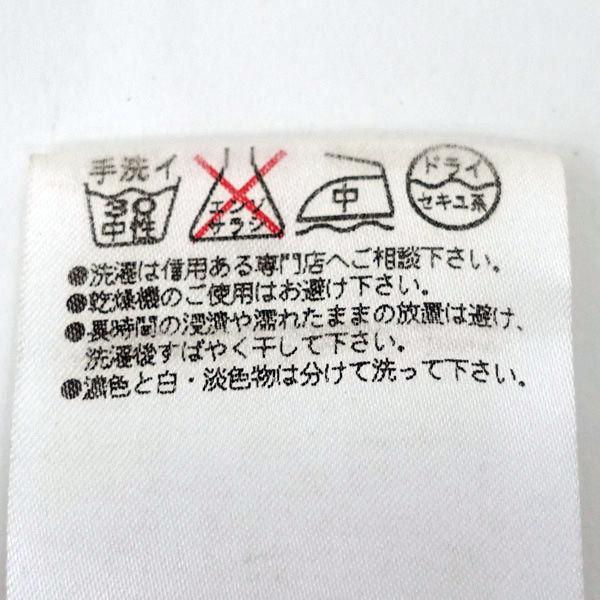 手洗イ
30
中性
エンソ
サラシ
中
ドライ
セキユ系
●洗濯は信用ある専門店へご相談下さい。
●乾燥機のご使用はお避け下さい。
●長時間の浸漬や濡れたままの放置は避け、
洗濯後すばやく干して下さい。
●濃色と白・淡色物は分けて洗って下さい。